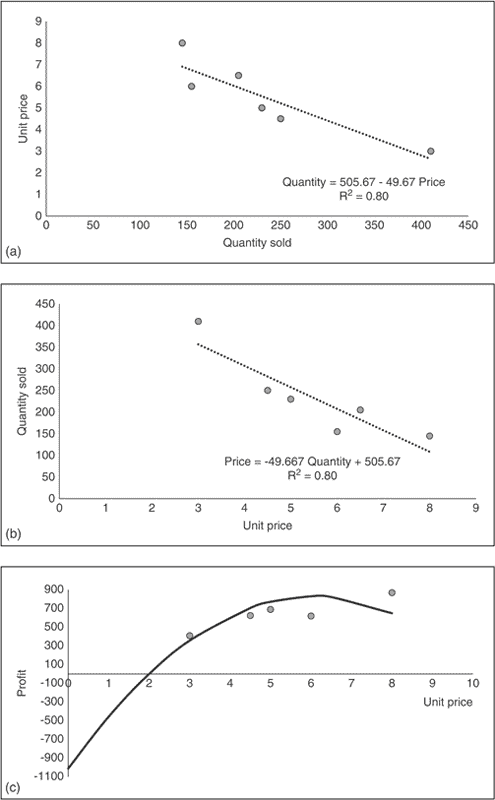 9
8
7
6
5
4
3
2
1
0
Unit price
0 50 100 150 200 250 300 350 400 450
Quantity sold
Quantity = 505.67 - 49.67 Price
R² = 0.80
(a)
450
400
350
300
250
200
150
100
50
0
Quantity sold
0 1 2 3 4 5 6 7 8 9
Unit price
Price = -49.667 Quantity + 505.67
R² = 0.80
(b)
900
700
500
300
100
-100
-300
-500
-700
-900
-1100
Profit
0 1 2 3 4 5 6 7 8 9 10
Unit price
(c)